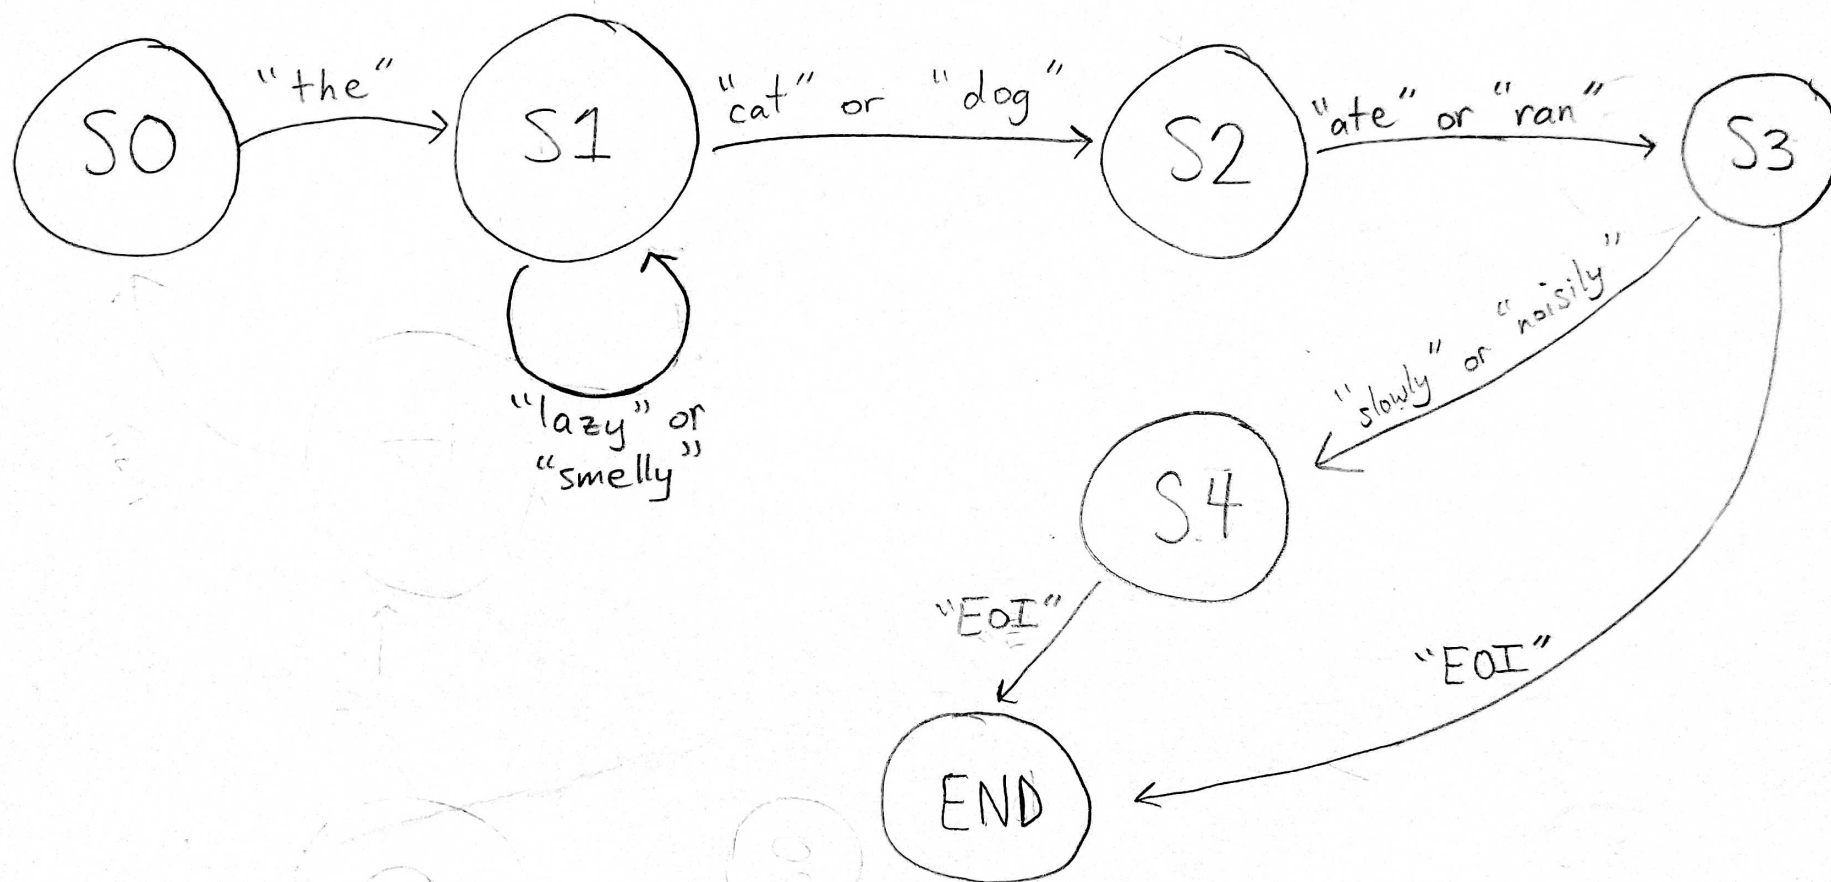 S0
"the"
S1
"cat" or "dog"
S2
"ate" or "ran"
S3
"lazy" or
"smelly"
"slowly" or "noisily"
S4
"EOI"
"EOI"
END